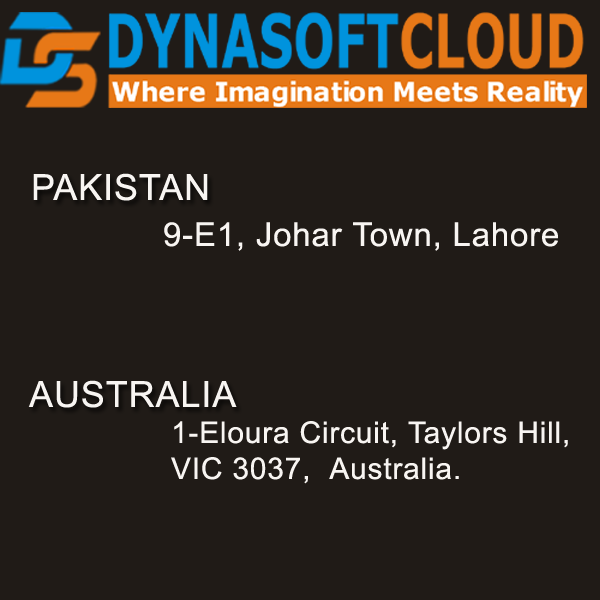 DS DYNASOFTCLOUD
Where Imagination Meets Reality
PAKISTAN
9-E1, Johar Town, Lahore
AUSTRALIA
1-Eloura Circuit, Taylors Hill,
VIC 3037, Australia.